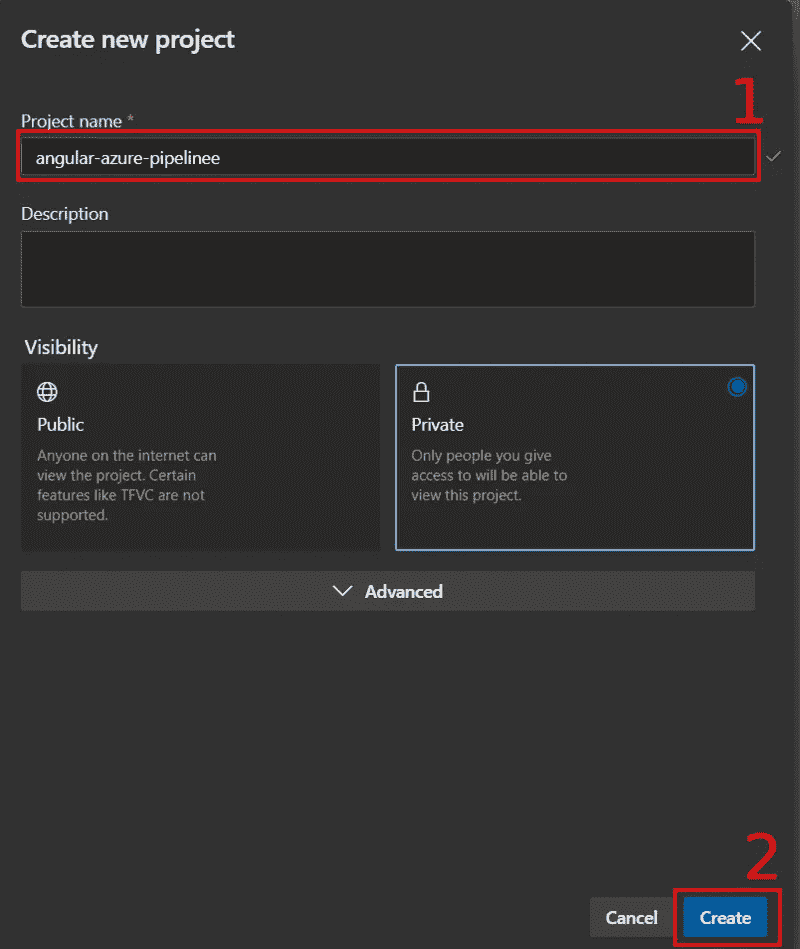 Create new project
1
Project name *
angular-azure-pipelinee
Description
Visibility
Public
Anyone on the internet can
view the project. Certain
features like TFVC are not
supported.
Private
Only people you give
access to will be able to
view this project.
Advanced
2
Cancel
Create